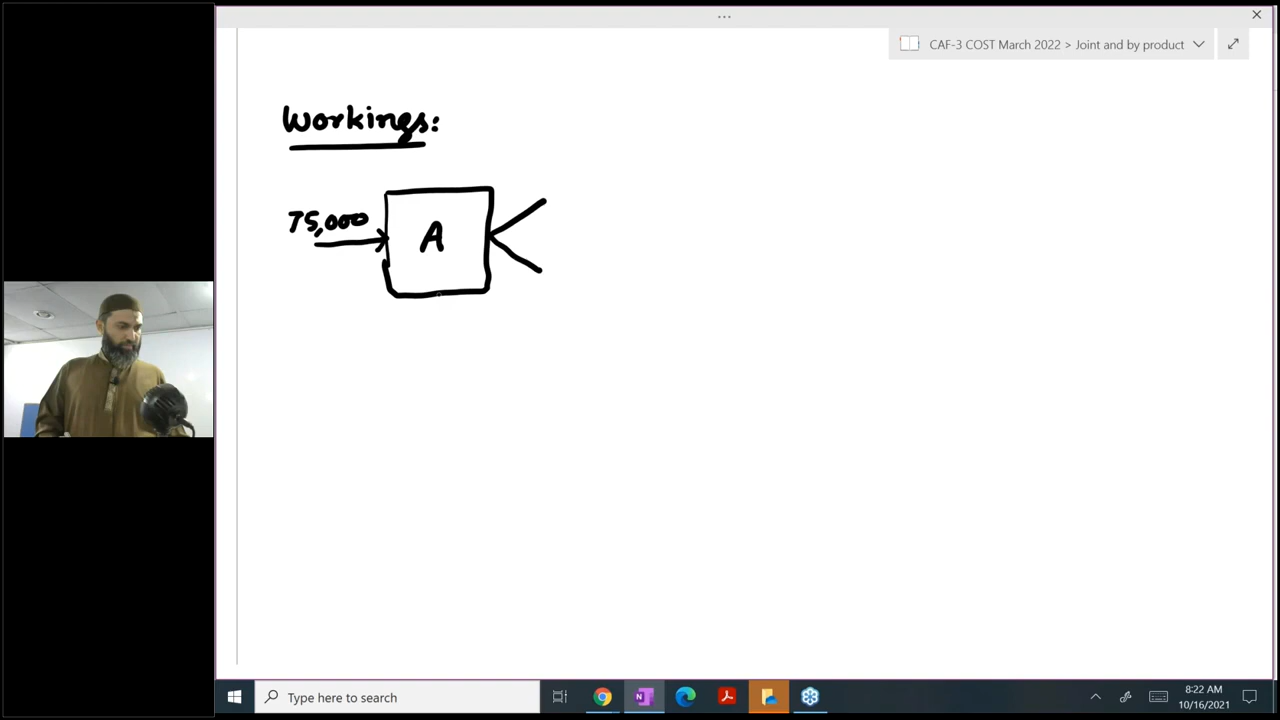 CAF-3 COST March 2022 > Joint and by product
Workings:
75,000
A
Type here to search
8:22 AM
10/16/2021